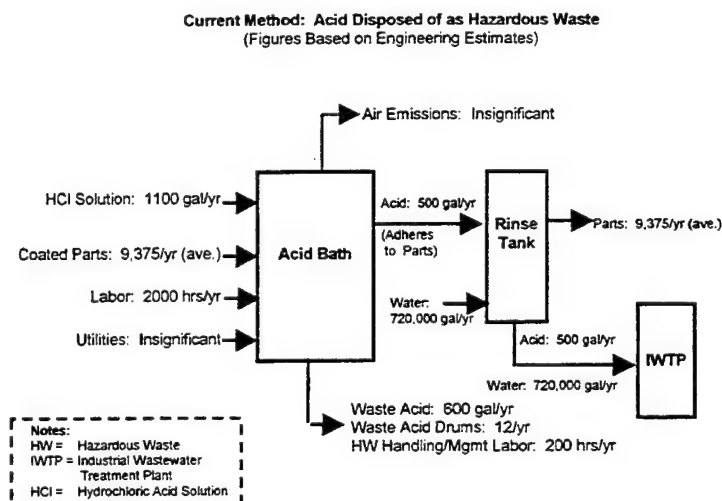 Current Method: Acid Disposed of as Hazardous Waste
(Figures Based on Engineering Estimates)
Air Emissions: Insignificant
HCl Solution: 1100 gal/yr
Coated Parts: 9,375/yr (ave.)
Labor: 2000 hrs/yr
Utilities: Insignificant
Acid Bath
Acid: 500 gal/yr
(Adheres
to Parts)
Water:
720,000 gal/yr
Rinse
Tank
Parts: 9,375/yr (ave.)
Acid: 500 gal/yr
Water: 720,000 gal/yr
IWTP
Waste Acid: 600 gal/yr
Waste Acid Drums: 12/yr
HW Handling/Mgmt Labor: 200 hrs/yr
Notes:
HW = Hazardous Waste
IWTP = Industrial Wastewater
Treatment Plant
HCl = Hydrochloric Acid Solution